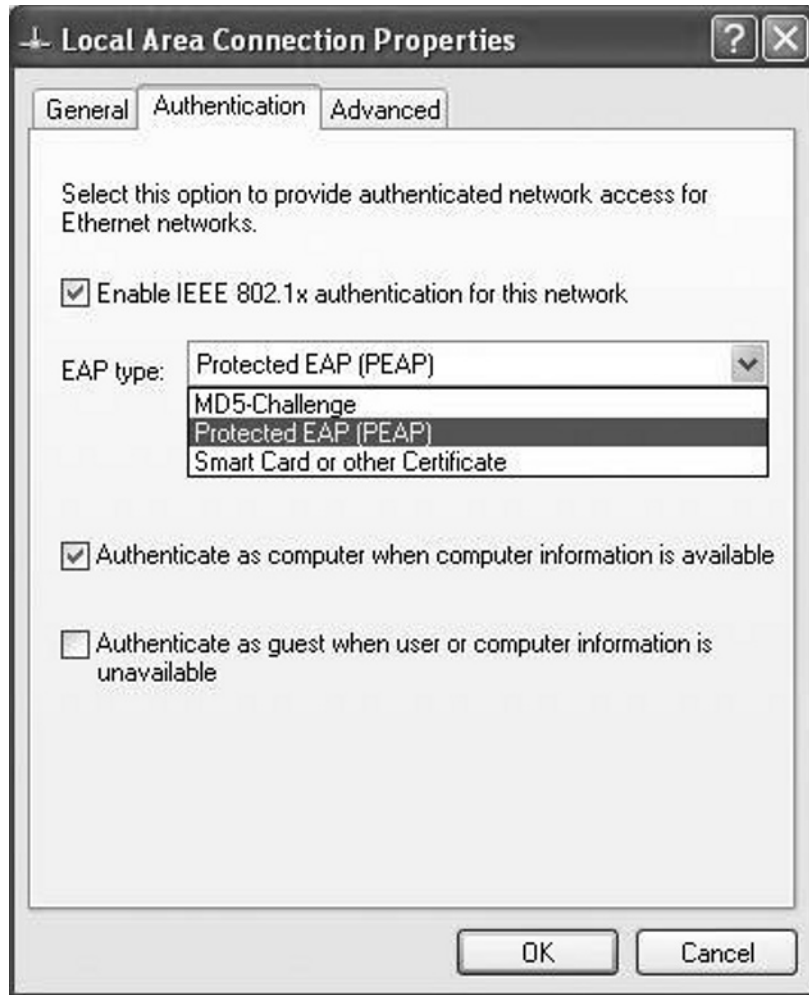 Local Area Connection Properties
General Authentication Advanced
Select this option to provide authenticated network access for
Ethernet networks.
Enable IEEE 802.1x authentication for this network
EAP type: Protected EAP (PEAP)
MD5-Challenge
Protected EAP (PEAP)
Smart Card or other Certificate
Authenticate as computer when computer information is available
Authenticate as guest when user or computer information is
unavailable
OK Cancel